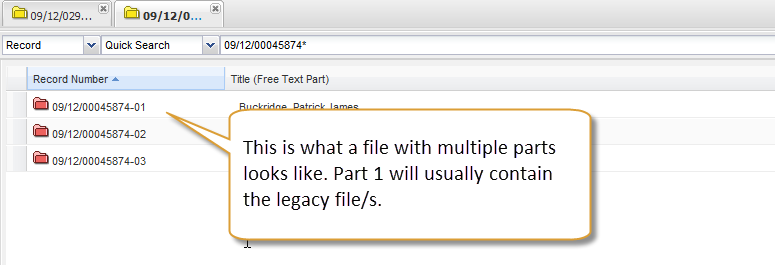 09/12/029...
09/12/0...
Record Quick Search 09/12/00045874*
Record Number Title (Free Text Part)
09/12/00045874-01 Buckridge, Patrick James
09/12/00045874-02
09/12/00045874-03
This is what a file with multiple parts
looks like. Part 1 will usually contain
the legacy file/s.